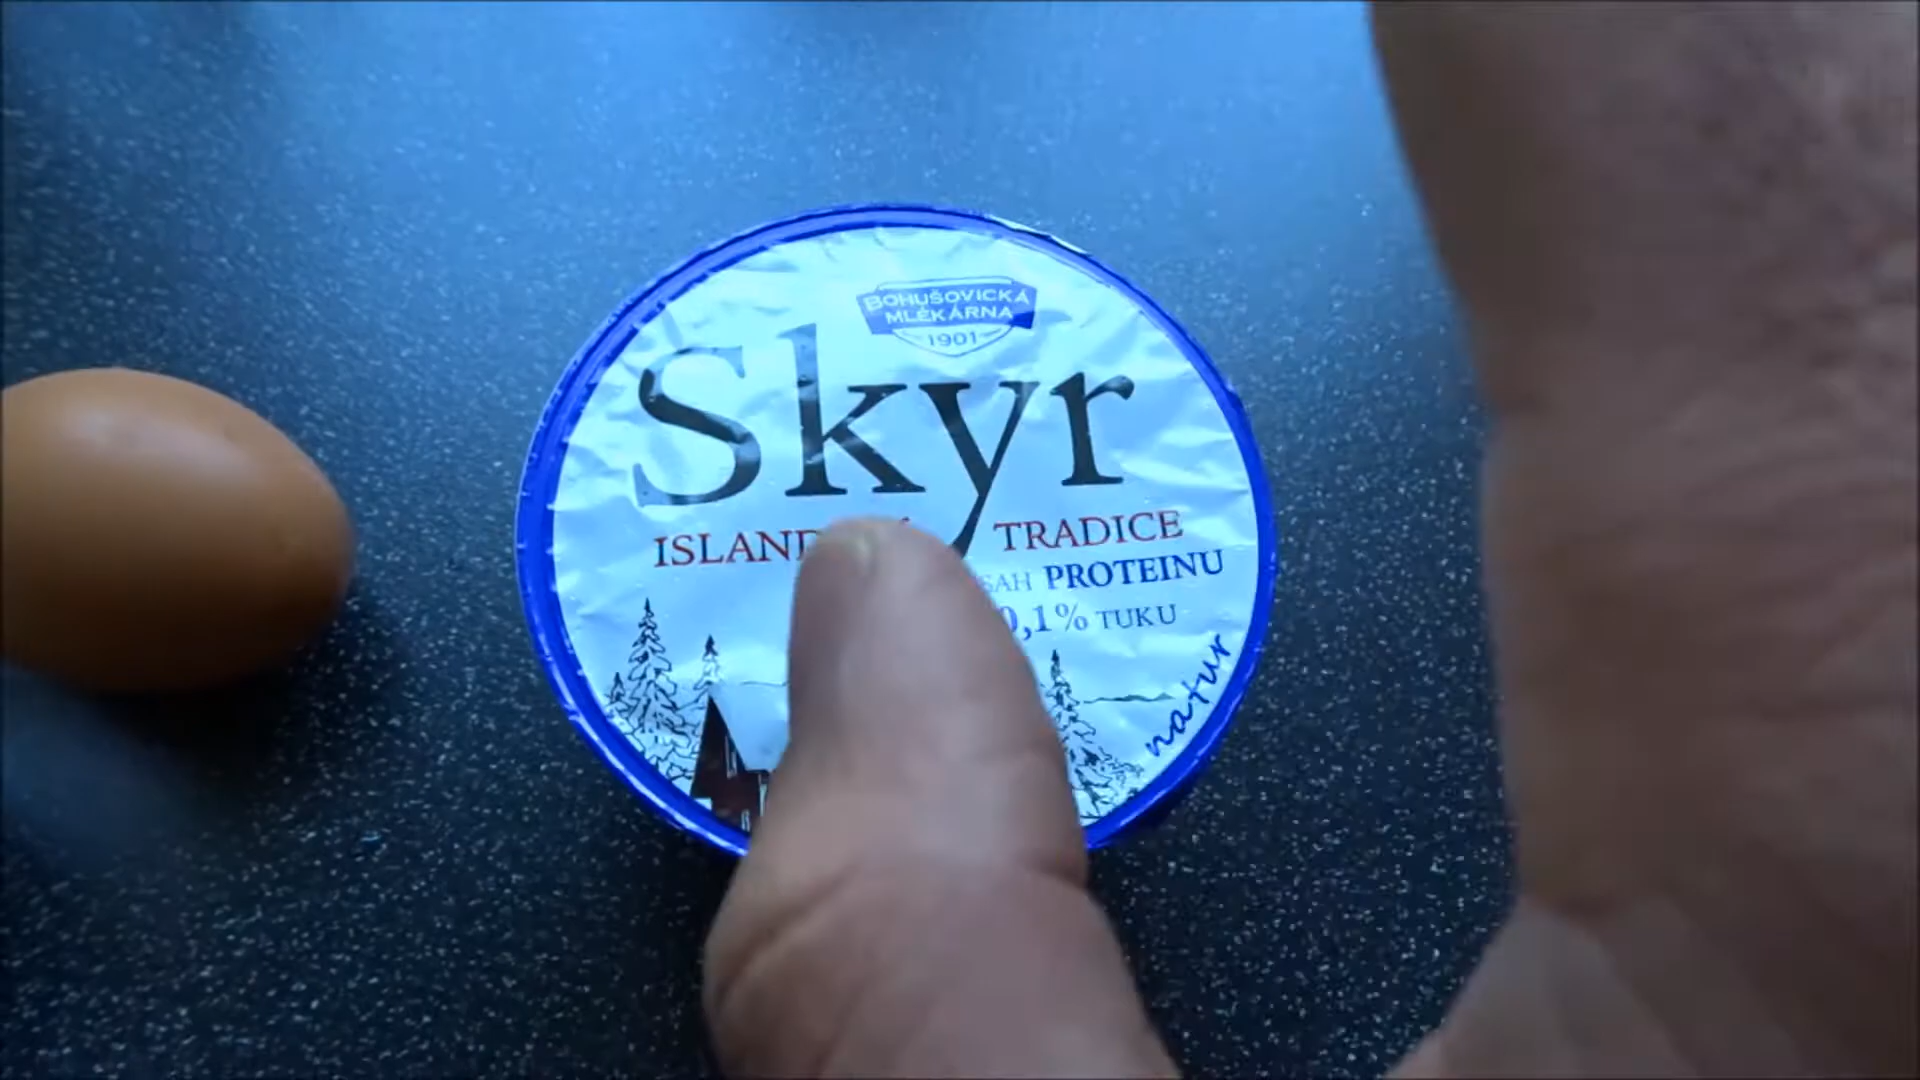 BOHUŠOVICKÁ
MLÉKÁRNA
1901
Skyr
TRADICE
PROTEINU
0,1% TUKU
natur